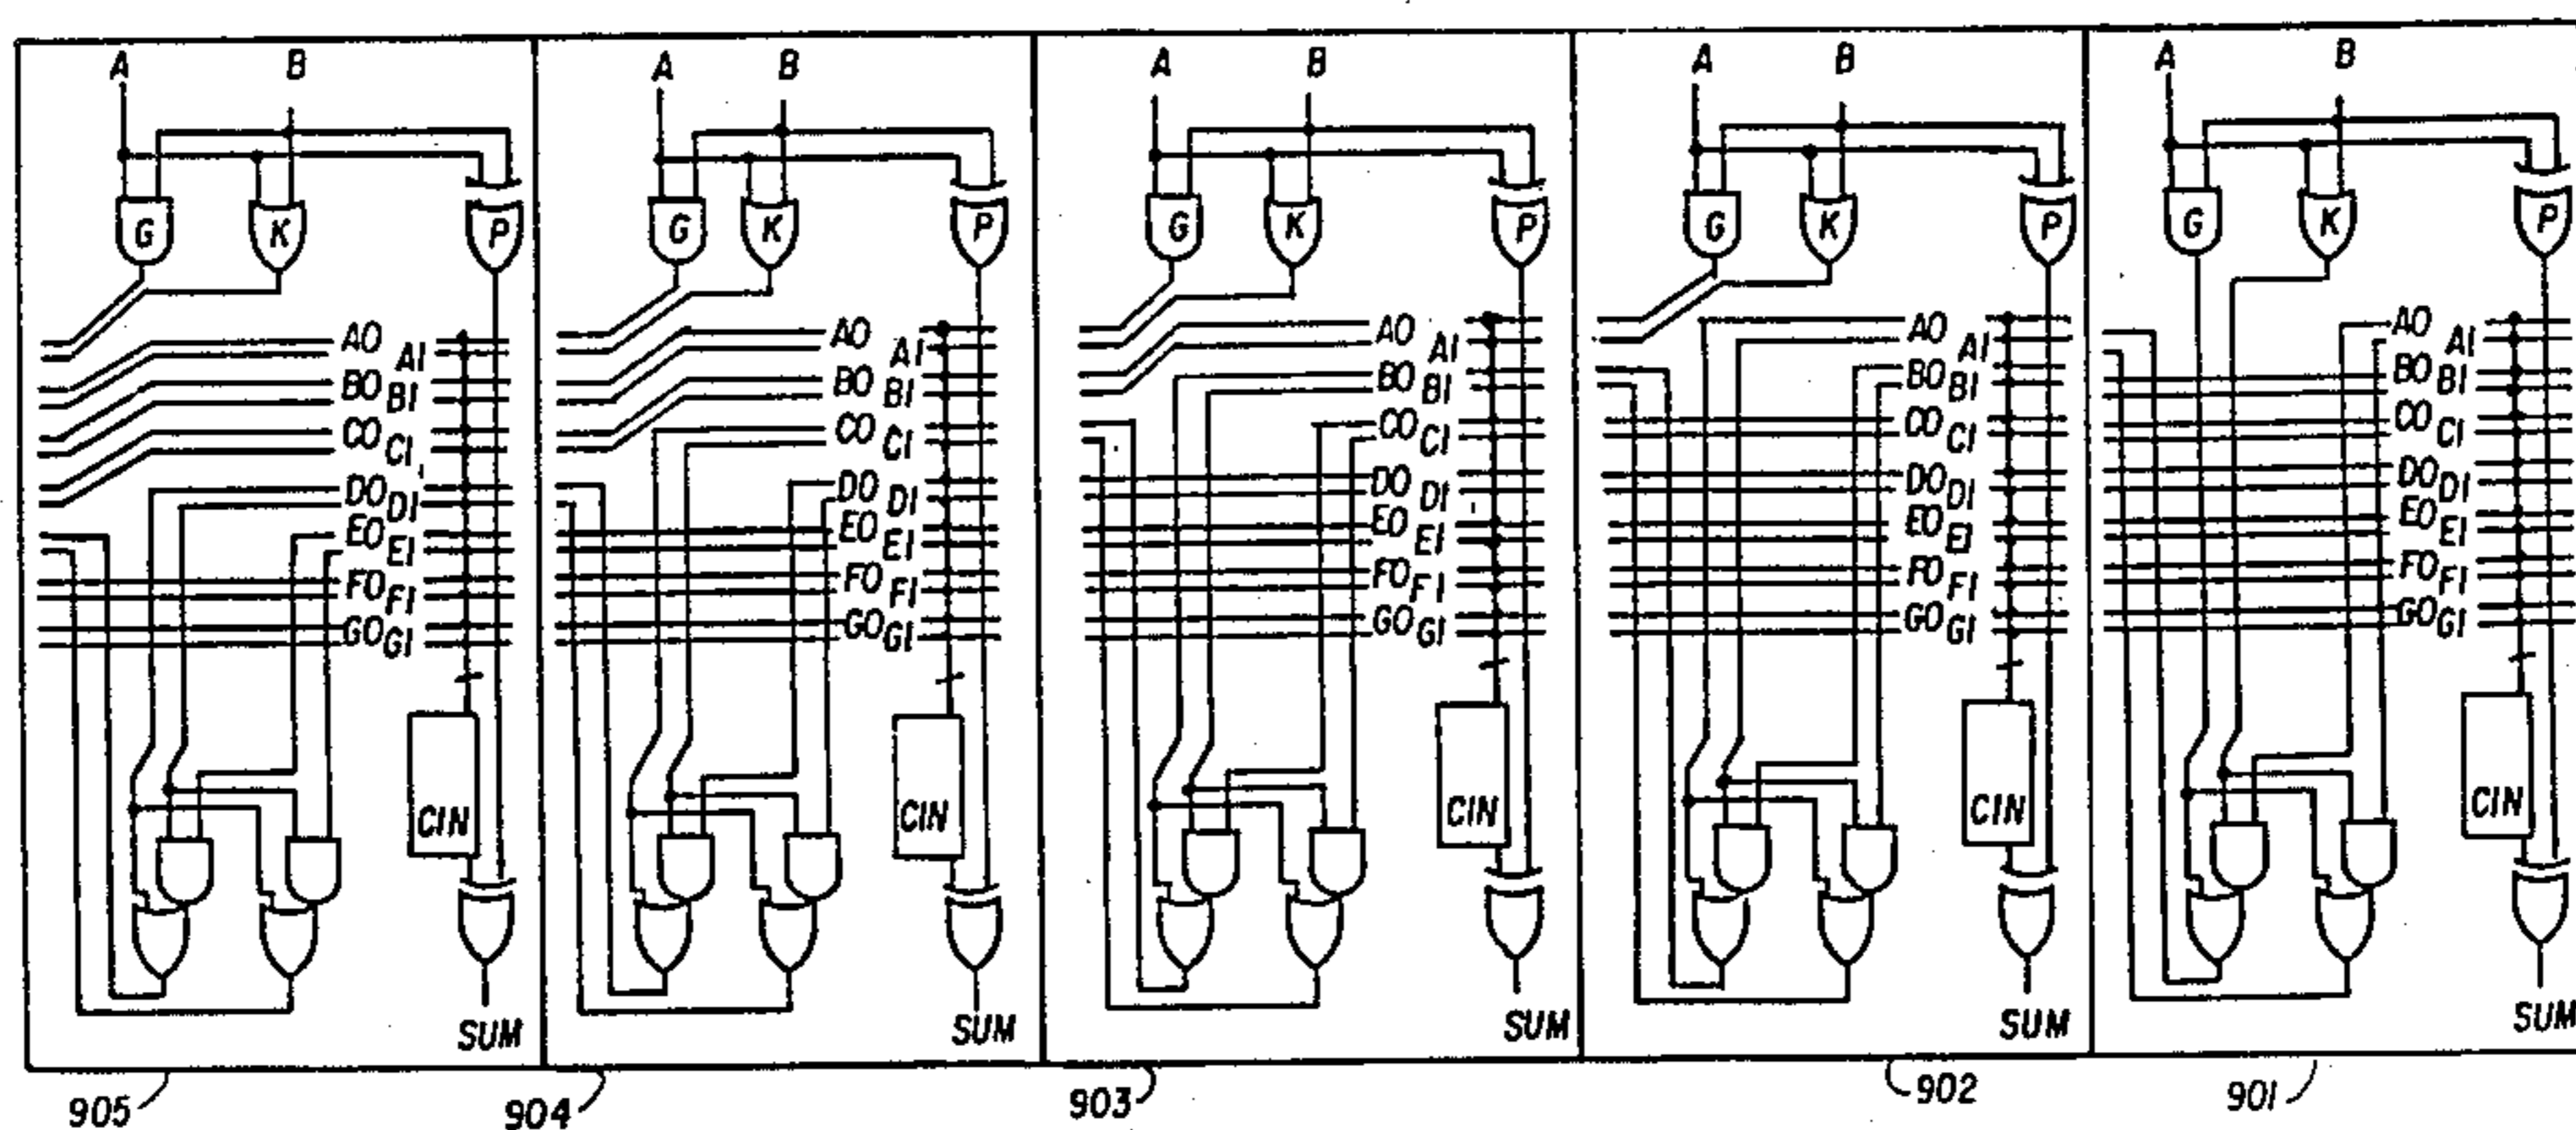 A B A B A B A B A B
G K P G K P G K P G K P G K P
AO AI AO AI AO AI AO AI AO AI
BO BI BO BI BO BI BO BI BO BI
CO CI CO CI CO CI CO CI CO CI
DO DI DO DI DO DI DO DI DO DI
EO EI EO EI EO EI EO EI EO EI
FO FI FO FI FO FI FO FI FO FI
GO GI GO GI GO GI GO GI GO GI
CIN CIN CIN CIN CIN
SUM SUM SUM SUM SUM
905 904 903 902 901